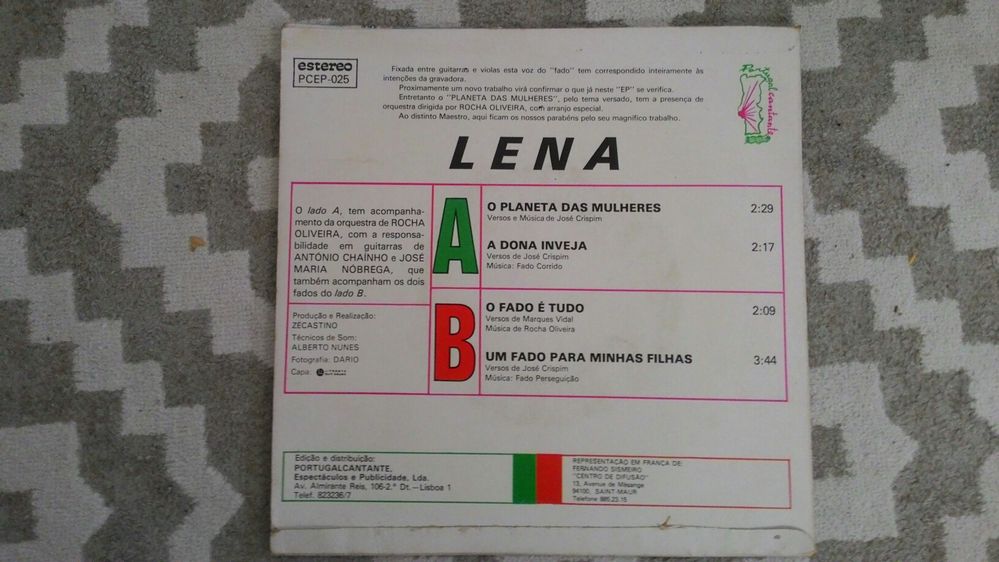 estereo
PCEP-025
Fixada entre guitarras e violas esta voz do "fado" tem correspondido inteiramente às
intenções da gravadora.
Proximamente um novo trabalho virá confirmar o que já neste "EP" se verifica.
Entretanto o "PLANETA DAS MULHERES", pelo tema versado, tem a presença de
orquestra dirigida por ROCHA OLIVEIRA, com arranjo especial.
Ao distinto Maestro, aqui ficam os nossos parabéns pelo seu magnífico trabalho.
Portugal cantante
LENA
O lado A, tem acompanha-
mento da orquestra de ROCHA
OLIVEIRA, com a responsa-
bilidade em guitarras de
ANTÓNIO CHAÍNHO e JOSÉ
MARIA NÓBREGA, que
também acompanham os dois
fados do lado B.
Produção e Realização:
ZECASTINO
Técnicos de Som:
ALBERTO NUNES
Fotografia: DARIO
Capa:
A
O PLANETA DAS MULHERES 2:29
Versos e Música de José Crispim
A DONA INVEJA 2:17
Versos de José Crispim
Música: Fado Corrido
B
O FADO É TUDO 2:09
Versos de Marques Vidal
Música de Rocha Oliveira
UM FADO PARA MINHAS FILHAS 3:44
Versos de José Crispim
Música: Fado Perseguição
Edição e distribuição:
PORTUGALCANTANTE,
Espectáculos e Publicidade, Lda.
Av. Almirante Reis, 106-2.º Dt. – Lisboa 1
Telef. 823236/7
REPRESENTAÇÃO EM FRANÇA DE:
FERNANDO SISMEIRO
"CENTRO DE DIFUSÃO"
13, Avenue de Mésange
94100, SAINT-MAUR
Telefone 885.23.15